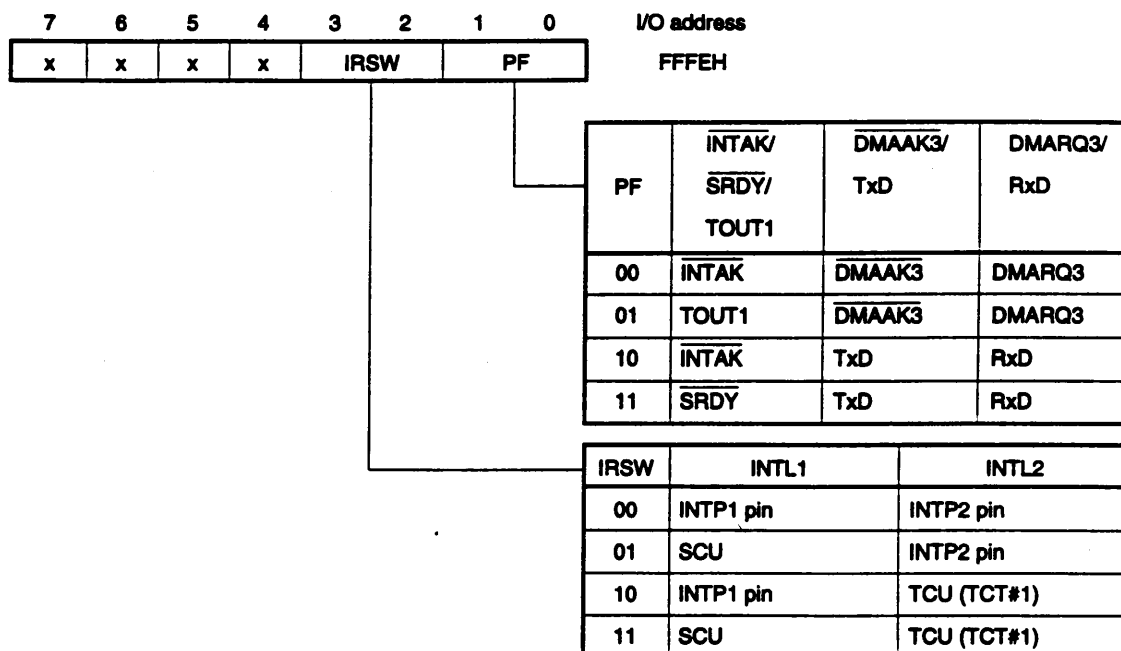 7 6 5 4 3 2 1 0 I/O address
x x x x IRSW PF FFFEH
PF INTAK/ SRDY/ TOUT1 DMAAK3/ TxD DMARQ3/ RxD
00 INTAK DMAAK3 DMARQ3
01 TOUT1 DMAAK3 DMARQ3
10 INTAK TxD RxD
11 SRDY TxD RxD
IRSW INTL1 INTL2
00 INTP1 pin INTP2 pin
01 SCU INTP2 pin
10 INTP1 pin TCU (TCT#1)
11 SCU TCU (TCT#1)